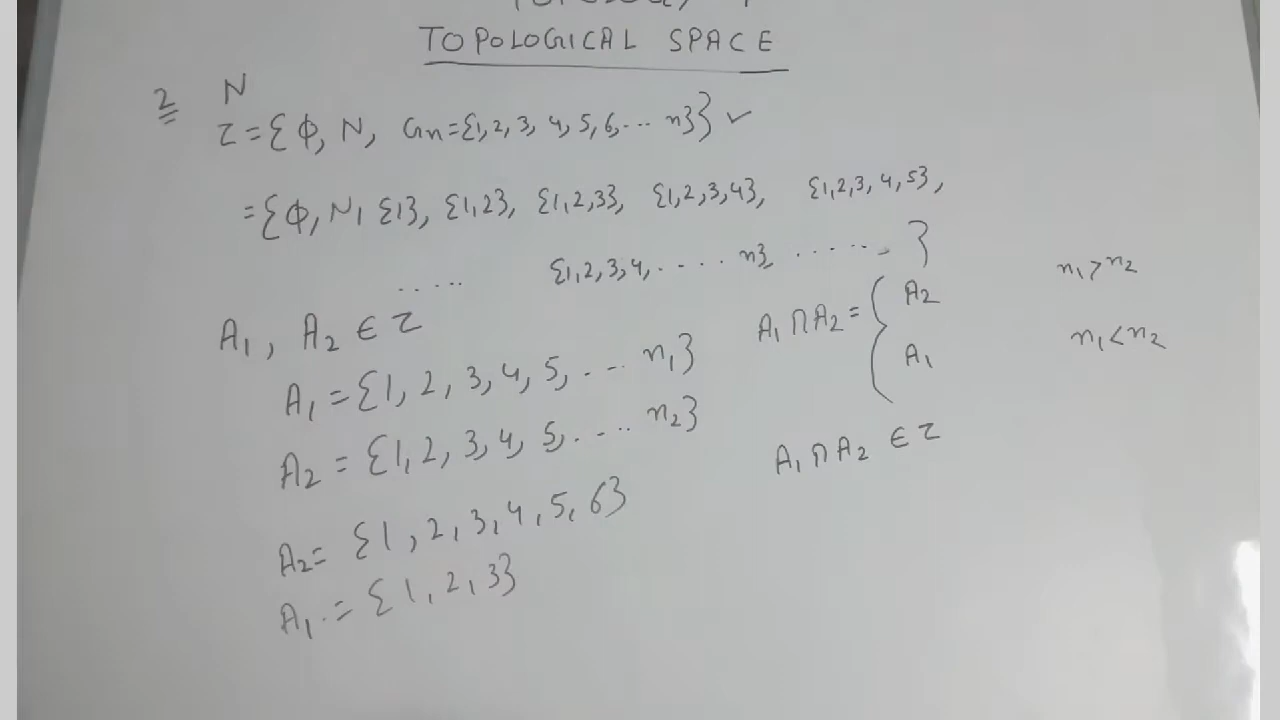 TOPOLOGICAL SPACE
2 N
τ = {ϕ, N, Gn = {1, 2, 3, 4, 5, 6, ... n}} ✓
= {ϕ, N, {1}, {1,2}, {1,2,3}, {1,2,3,4}, {1,2,3,4,5},
..... {1,2,3,4, .... n}, ....... }
A1, A2 ∈ τ
A1 = {1, 2, 3, 4, 5, ... n1}
A2 = {1, 2, 3, 4, 5, .... n2}
A2 = {1, 2, 3, 4, 5, 6}
A1 = {1, 2, 3}
A1 ∩ A2 = { A2 n1 > n2
A1 n1 < n2
A1 ∩ A2 ∈ τ